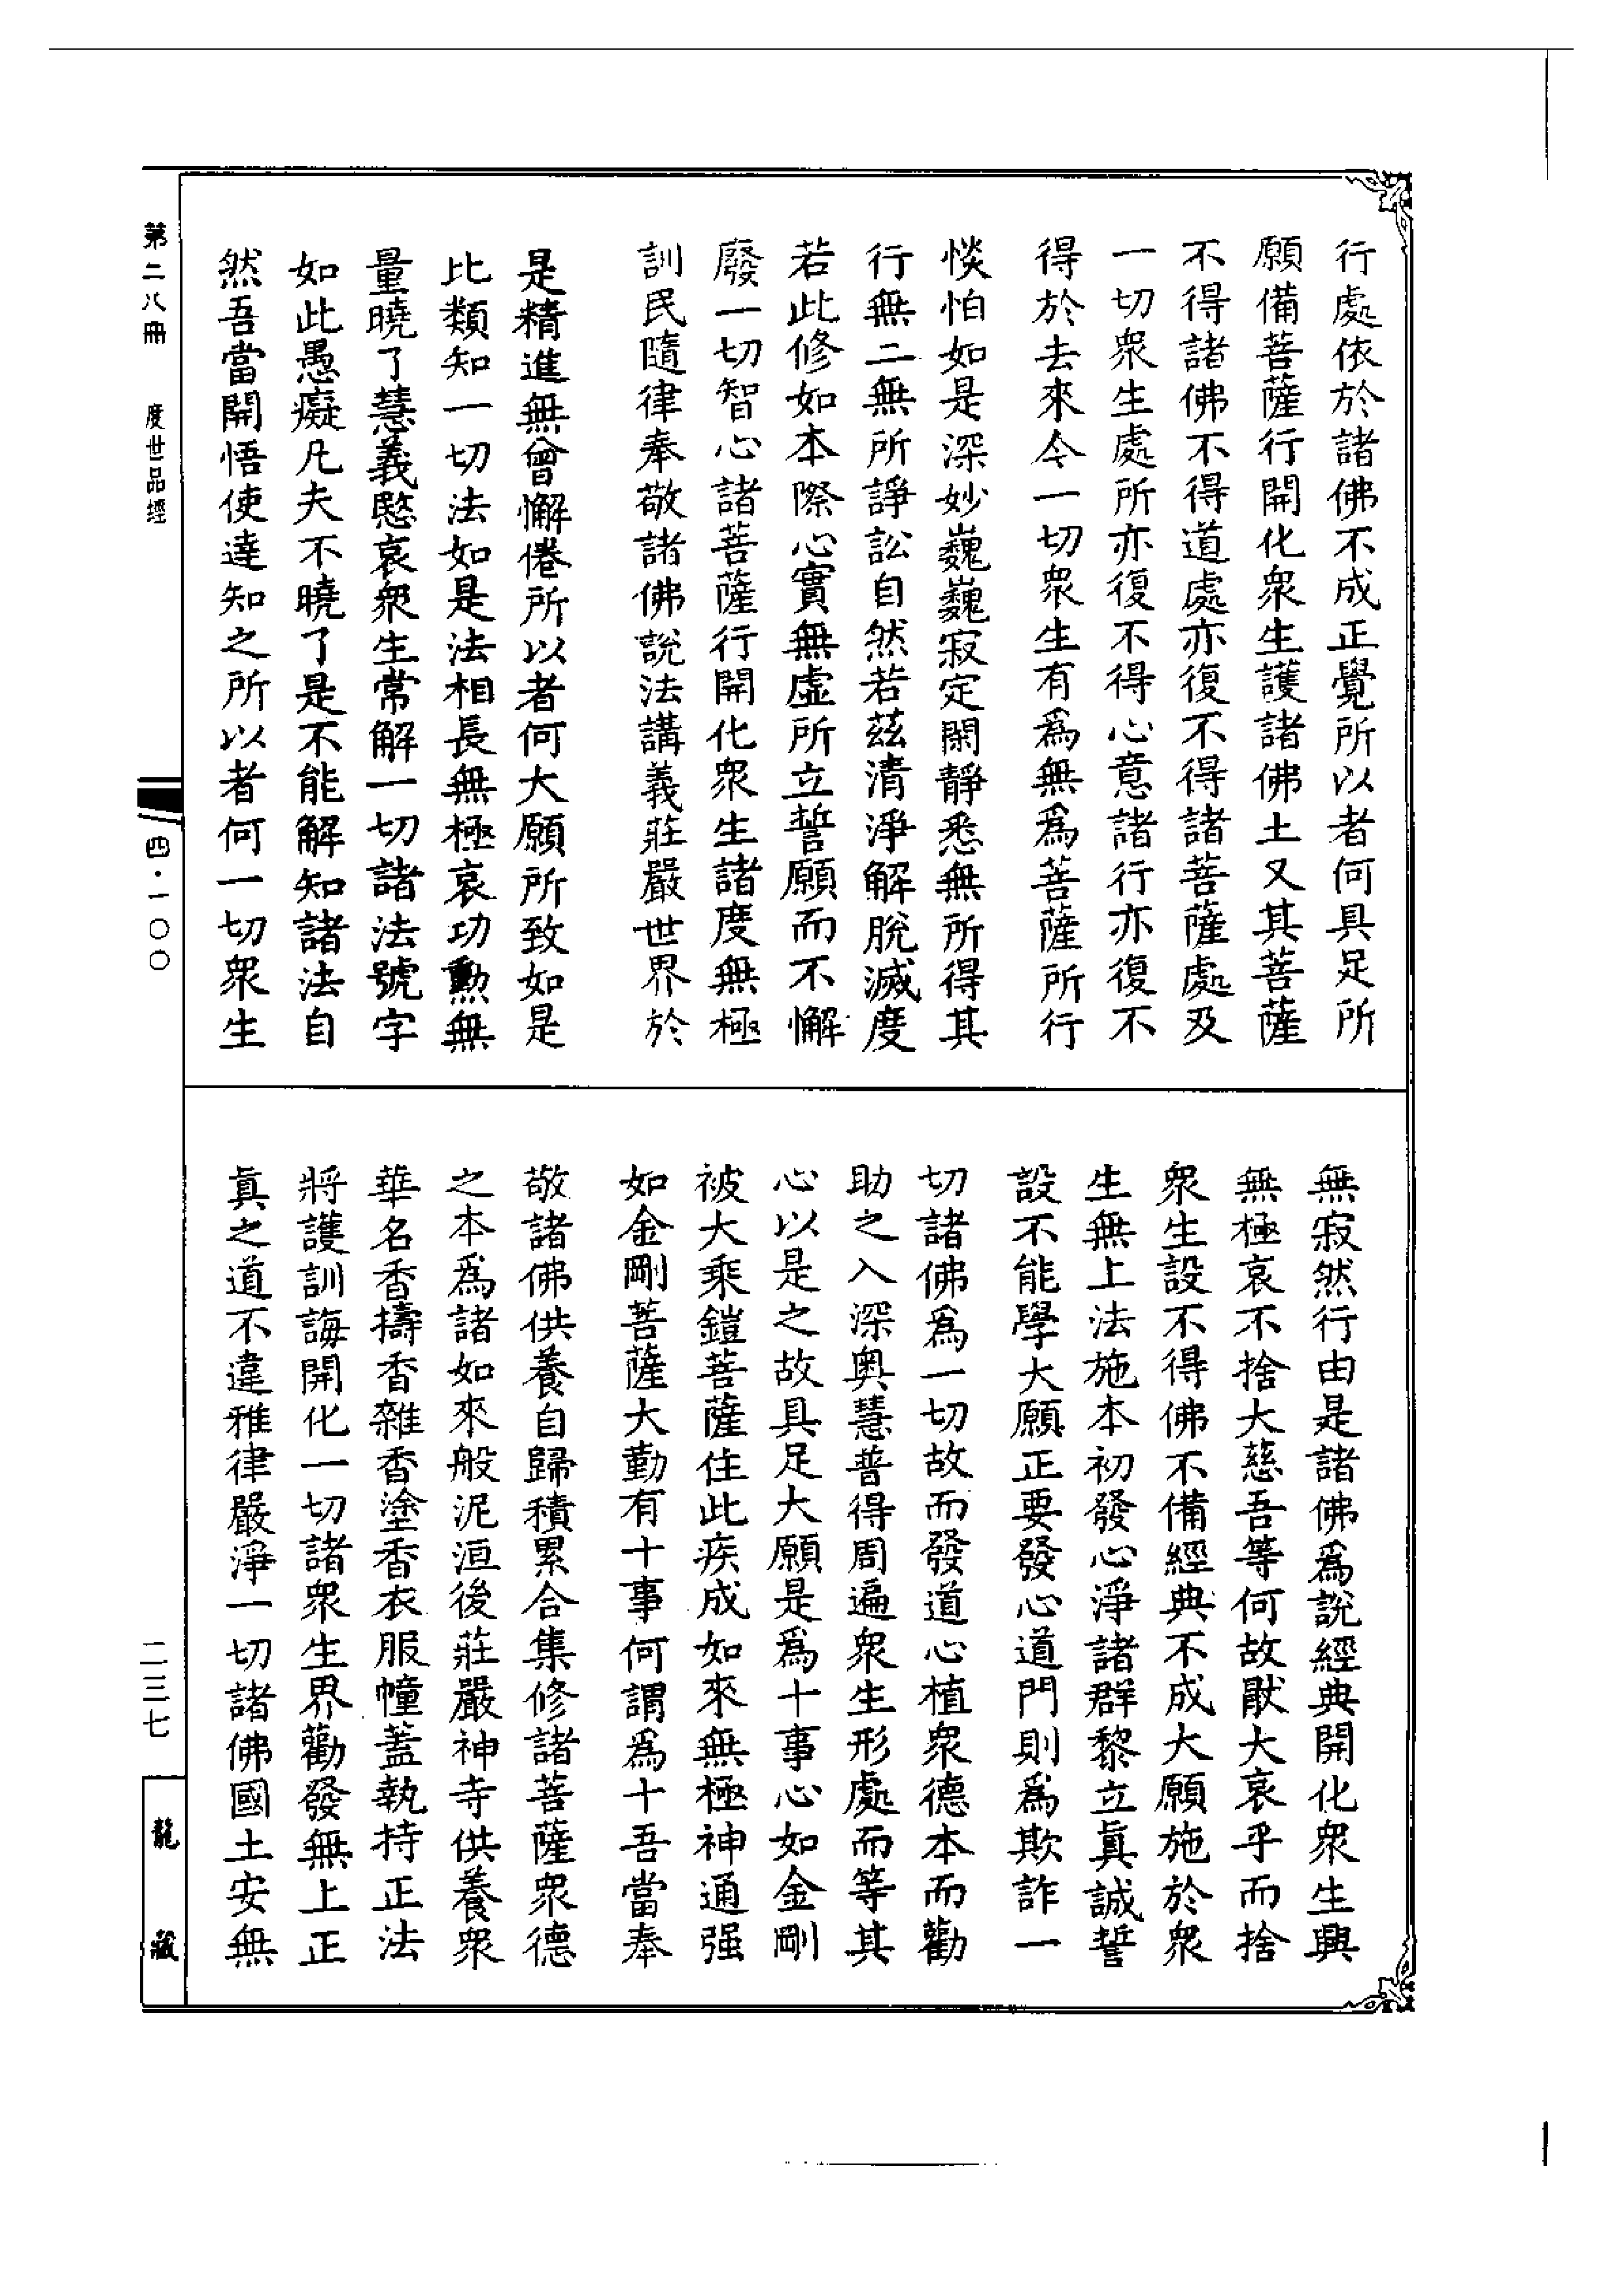 行處依於諸佛不成正覺所以者何具足所
願備菩薩行開化衆生護諸佛土又其菩薩
不得諸佛不得道處亦復不得諸菩薩處及
一切衆生處所亦復不得心意諸行亦復不
得於去來今一切衆生有爲無爲菩薩所行
惔怕如是深妙巍巍寂定閑靜悉無所得其
行無二無所諍訟自然若茲清淨解脫滅度
若此修如本際心實無虛所立誓願而不懈
廢一切智心諸菩薩行開化衆生諸度無極
訓民隨律奉敬諸佛說法講義莊嚴世界於
是精進無曾懈倦所以者何大願所致如是
比類知一切法如是法相長無極哀功勲無
量曉了慧義愍哀衆生常解一切諸法號字
如此愚癡凡夫不曉了是不能解知諸法自
然吾當開悟使達知之所以者何一切衆生
無寂然行由是諸佛爲說經典開化衆生興
無極哀不捨大慈吾等何故猒大哀乎而捨
衆生設不得佛不備經典不成大願施於衆
生無上法施本初發心淨諸群黎立真誠誓
設不能學大願正要發心道門則爲欺詐一
切諸佛爲一切故而發道心植衆德本而勸
助之入深奧慧普得周遍衆生形處而等其
心以是之故具足大願是爲十事心如金剛
被大乘鎧菩薩住此疾成如來無極神通强
如金剛菩薩大勤有十事何謂爲十吾當奉
敬諸佛供養自歸積累合集修諸菩薩衆德
之本爲諸如來般泥洹後莊嚴神寺供養衆
華名香擣香雜香塗香衣服幢蓋執持正法
將護訓誨開化一切諸衆生界勸發無上正
真之道不違雅律嚴淨一切諸佛國土安無
第二八冊 度世品經
四·一〇〇
二三七
龍藏